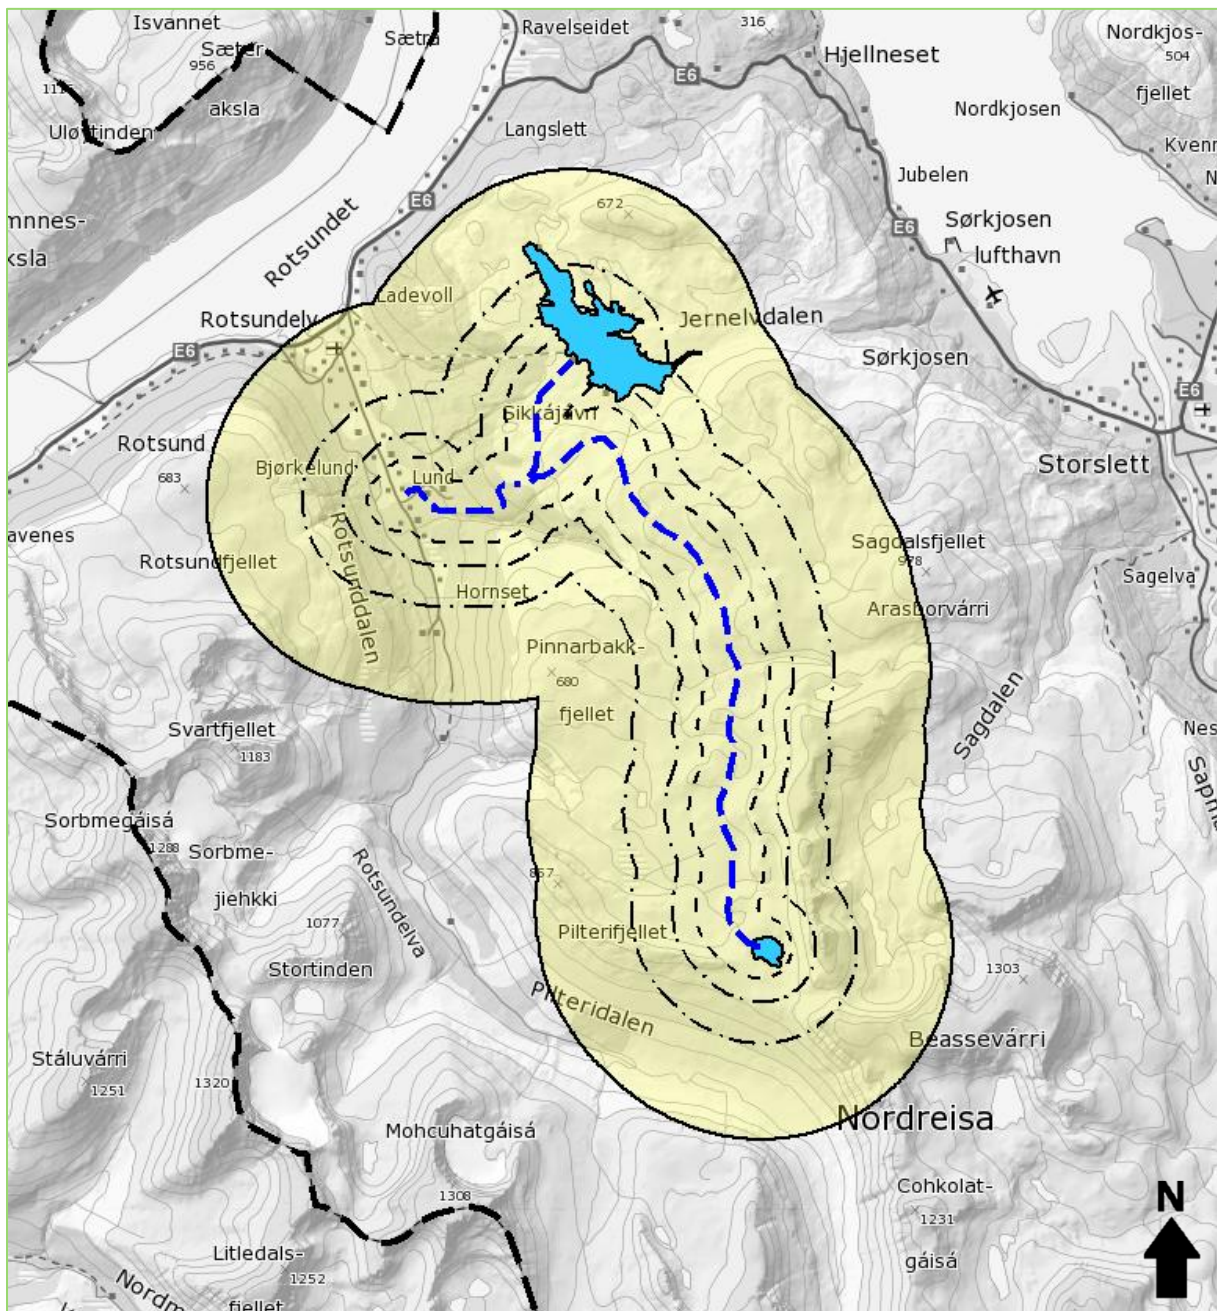 Isvannet
Sæter
956
aksla
Uløytinden
Sætra
Ravelseidet
316
E6
Hjellneset
Nordkjos-
504
fjellet
Nordkjosen
Kvenn
N
Langslett
Jubelen
Sørkjosen
lufthavn
E6
E6
672
mnnes-
ksla
Rotsundet
Ladevoll
Rotsundelv
E6
Jernelvdalen
Sørkjosen
E6
Sikkájávri
Rotsund
683
Bjørkelund
Lund
Storslett
avenes
Rotsundfjellet
Rotsunddalen
Hornset
Sagdalsfjellet
978
Sagelva
Arasborvárri
Pinnarbakk-
680
fjellet
Svartfjellet
1183
Sagdalen
Nes
Sorbmegáisá
1288
Sorbme-
jiehkki
1077
Stortinden
Rotsundelva
867
Pilterifjellet
Pilteridalen
1303
Beassevárri
Stáluvárri
1251
1320
Nordreisa
Mohcuhatgáisá
1308
Cohkolat-
1231
gáisá
N
Litledals-
1252
fjellet